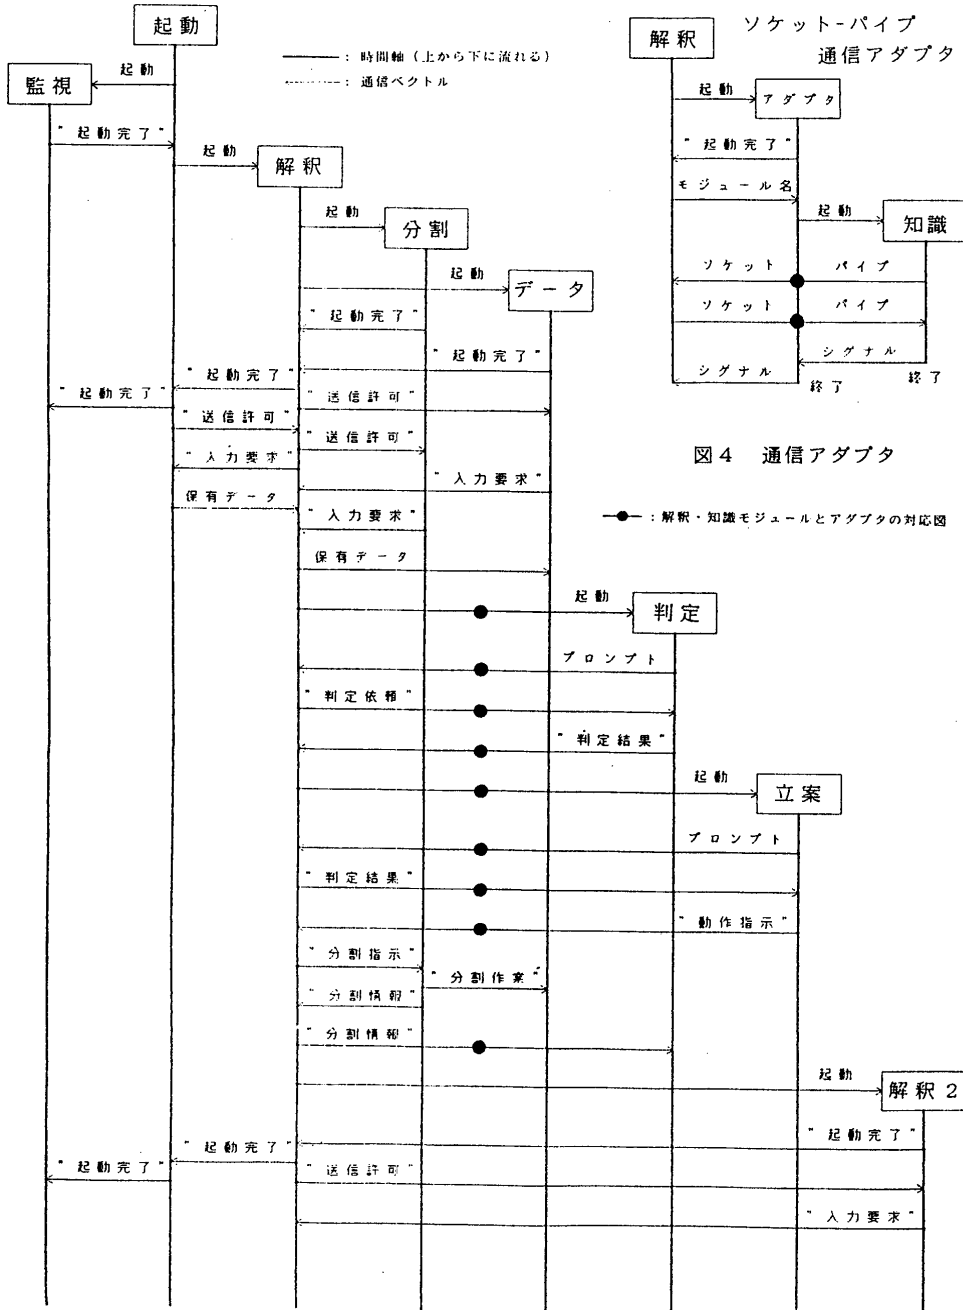 起動
監視
起動
"起動完了"
――― : 時間軸 (上から下に流れる)
--------- : 通信ベクトル
起動
解釈
起動
分割
起動
データ
"起動完了"
"起動完了"
"起動完了"
"起動完了"
"送信許可"
"送信許可"
"送信許可"
"入力要求"
"入力要求"
保有データ
"入力要求"
保有データ
起動
判定
プロンプト
"判定依頼"
"判定結果"
起動
立案
プロンプト
"判定結果"
"動作指示"
"分割指示"
"分割作業"
"分割情報"
"分割情報"
起動
解釈2
"起動完了"
"起動完了"
"起動完了"
"送信許可"
"入力要求"
ソケット-パイプ
通信アダプタ
解釈
起動
アダプタ
"起動完了"
モジュール名
起動
知識
ソケット パイプ
ソケット パイプ
シグナル
シグナル
終了
終了
図4 通信アダプタ
―●― : 解釈・知識モジュールとアダプタの対応図